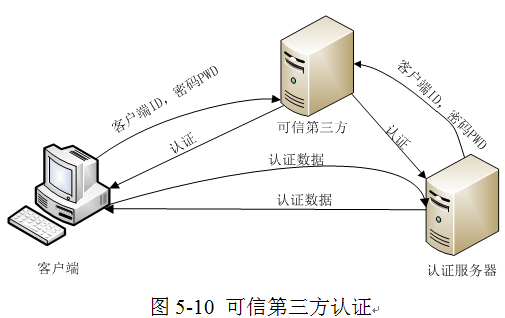 客户端ID，密码PWD
客户端ID，密码PWD
可信第三方
认证
认证
认证数据
认证数据
客户端
认证服务器
图 5-10 可信第三方认证